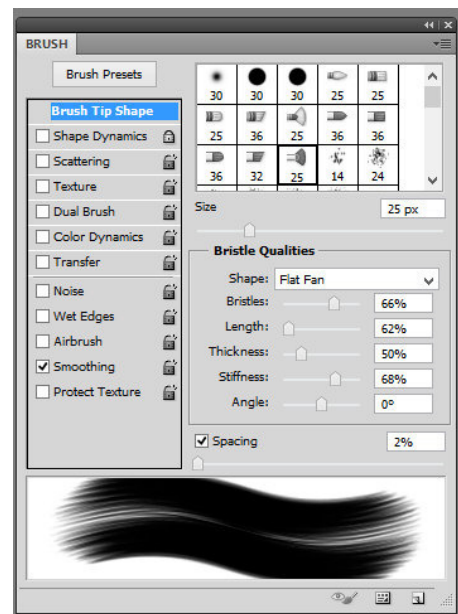 BRUSH
Brush Presets
Brush Tip Shape
Shape Dynamics
Scattering
Texture
Dual Brush
Color Dynamics
Transfer
Noise
Wet Edges
Airbrush
Smoothing
Protect Texture
30 30 30 25 25
25 36 25 36 36
36 32 25 14 24
Size 25 px
Bristle Qualities
Shape: Flat Fan
Bristles: 66%
Length: 62%
Thickness: 50%
Stiffness: 68%
Angle: 0º
Spacing 2%